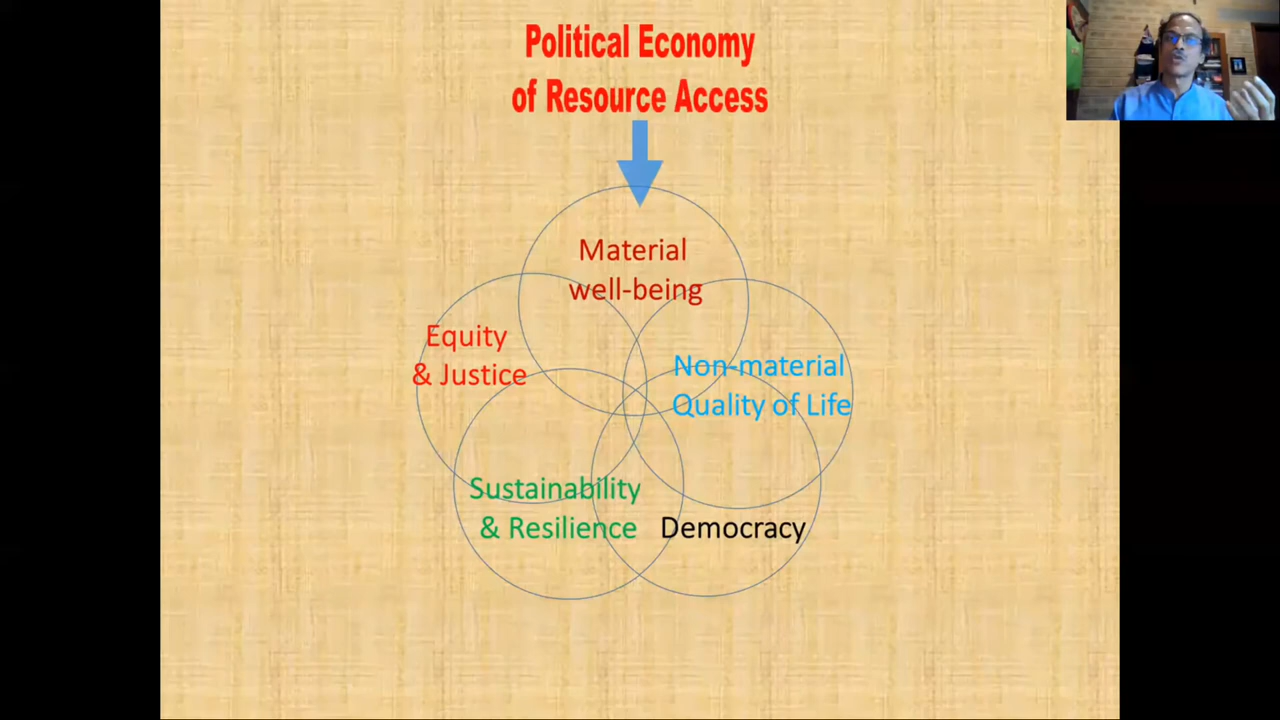 Political Economy
of Resource Access
Material
well-being
Equity
& Justice
Non-material
Quality of Life
Sustainability
& Resilience
Democracy